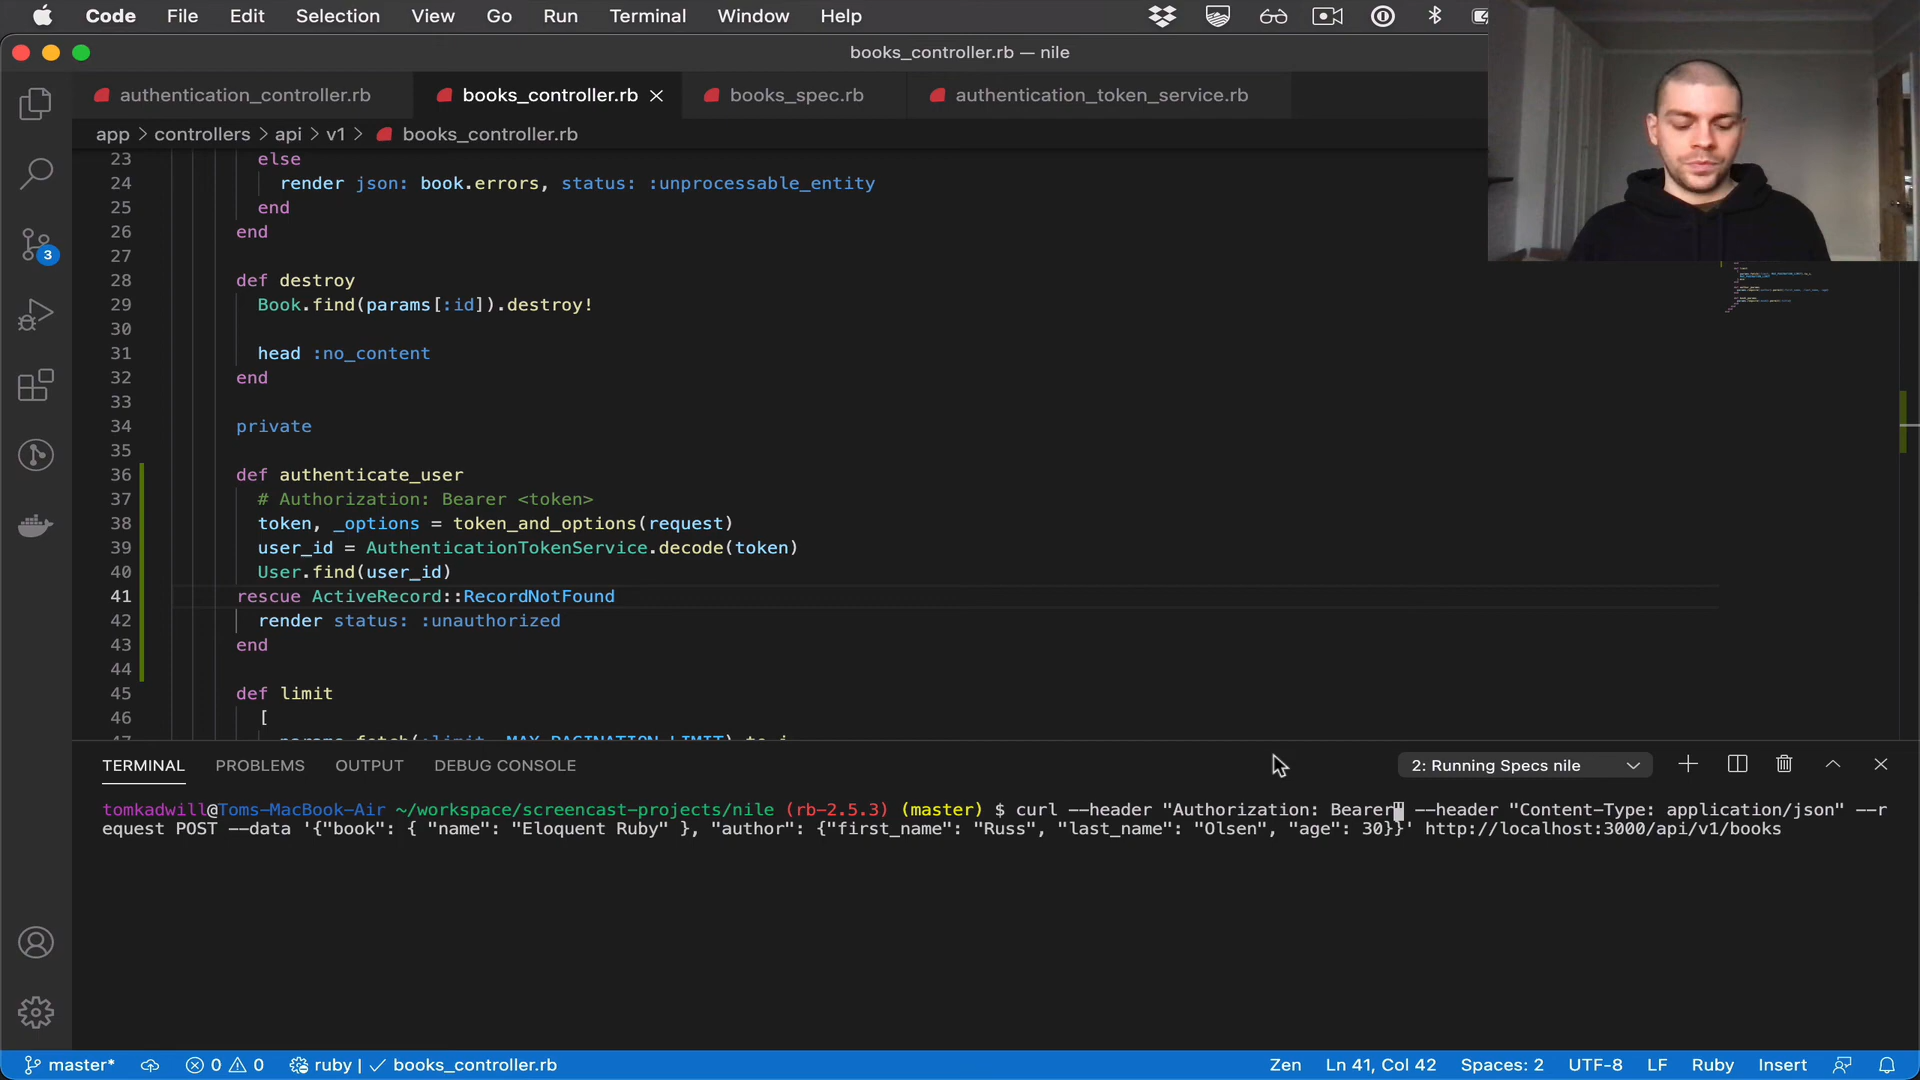 Code File Edit Selection View Go Run Terminal Window Help
books_controller.rb — nile
authentication_controller.rb books_controller.rb books_spec.rb authentication_token_service.rb
app > controllers > api > v1 > books_controller.rb
23 else
24 render json: book.errors, status: :unprocessable_entity
25 end
26 end
27
28 def destroy
29 Book.find(params[:id]).destroy!
30
31 head :no_content
32 end
33
34 private
35
36 def authenticate_user
37 # Authorization: Bearer <token>
38 token, _options = token_and_options(request)
39 user_id = AuthenticationTokenService.decode(token)
40 User.find(user_id)
41 rescue ActiveRecord::RecordNotFound
42 render status: :unauthorized
43 end
44
45 def limit
46 [
47 params.fetch(:limit, MAX_PAGINATION_LIMIT).to_i
3
TERMINAL PROBLEMS OUTPUT DEBUG CONSOLE 2: Running Specs nile
tomkadwill@Toms-MacBook-Air ~/workspace/screencast-projects/nile (rb-2.5.3) (master) $ curl --header "Authorization: Bearer" --header "Content-Type: application/json" --r
equest POST --data '{"book": { "name": "Eloquent Ruby" }, "author": {"first_name": "Russ", "last_name": "Olsen", "age": 30}}' http://localhost:3000/api/v1/books
master* 0 0 ruby | ✓ books_controller.rb Zen Ln 41, Col 42 Spaces: 2 UTF-8 LF Ruby Insert